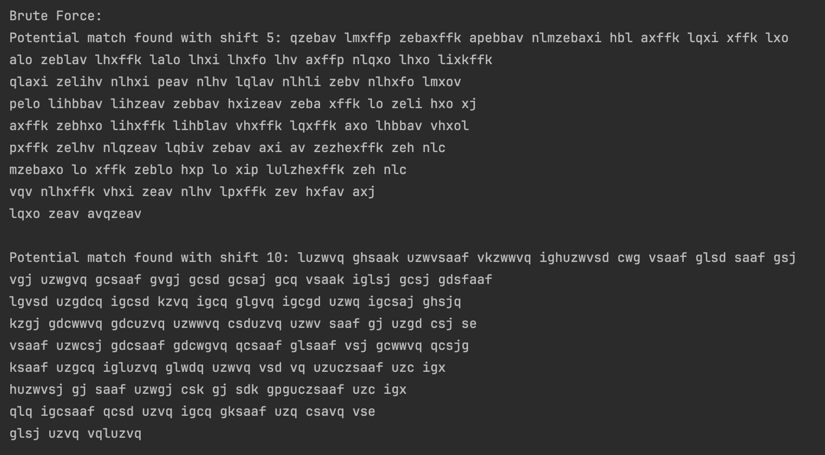 Brute Force:
Potential match found with shift 5: qzebav lmxffp zebaxffk apebbav nlmzebaxi hbl axffk lqxi xffk lxo
alo zeblav lhxffk lalo lhxi lhxfo lhv axffp nlqxo lhxo lixkffk
qlaxi zelihv nlhxi peav nlhv lqlav nlhli zebv nlhxfo lmxov
pelo lihbbav lihzeav zebbav hxizeav zeba xffk lo zeli hxo xj
axffk zebhxo lihxffk lihblav vhxffk lqxffk axo lhbbav vhxol
pxffk zelhv nlqzeav lqbiv zebav axi av zezhexffk zeh nlc
mzebaxo lo xffk zeblo hxp lo xip lulzhexffk zeh nlc
vqv nlhxffk vhxi zeav nlhv lpxffk zev hxfav axj
lqxo zeav avqzeav
Potential match found with shift 10: luzwvq ghsaak uzwvsaaf vkzwwvq ighuzwvsd cwg vsaaf glsd saaf gsj
vgj uzwgvq gcsaaf gvgj gcsd gcsaj gcq vsaak iglsj gcsj gdsfaaf
lgvsd uzgdcq igcsd kzvq igcq glgvq igcgd uzwq igcsaj ghsjq
kzgj gdcwwvq gdcuzvq uzwwvq csduzvq uzwv saaf gj uzgd csj se
vsaaf uzwcsj gdcsaaf gdcwgvq qcsaaf glsaaf vsj gcwwvq qcsjg
ksaaf uzgcq igluzvq glwdq uzwvq vsd vq uzuczsaaf uzc igx
huzwvsj gj saaf uzwgj csk gj sdk gpguczsaaf uzc igx
qlq igcsaaf qcsd uzvq igcq gksaaf uzq csavq vse
glsj uzvq vqluzvq